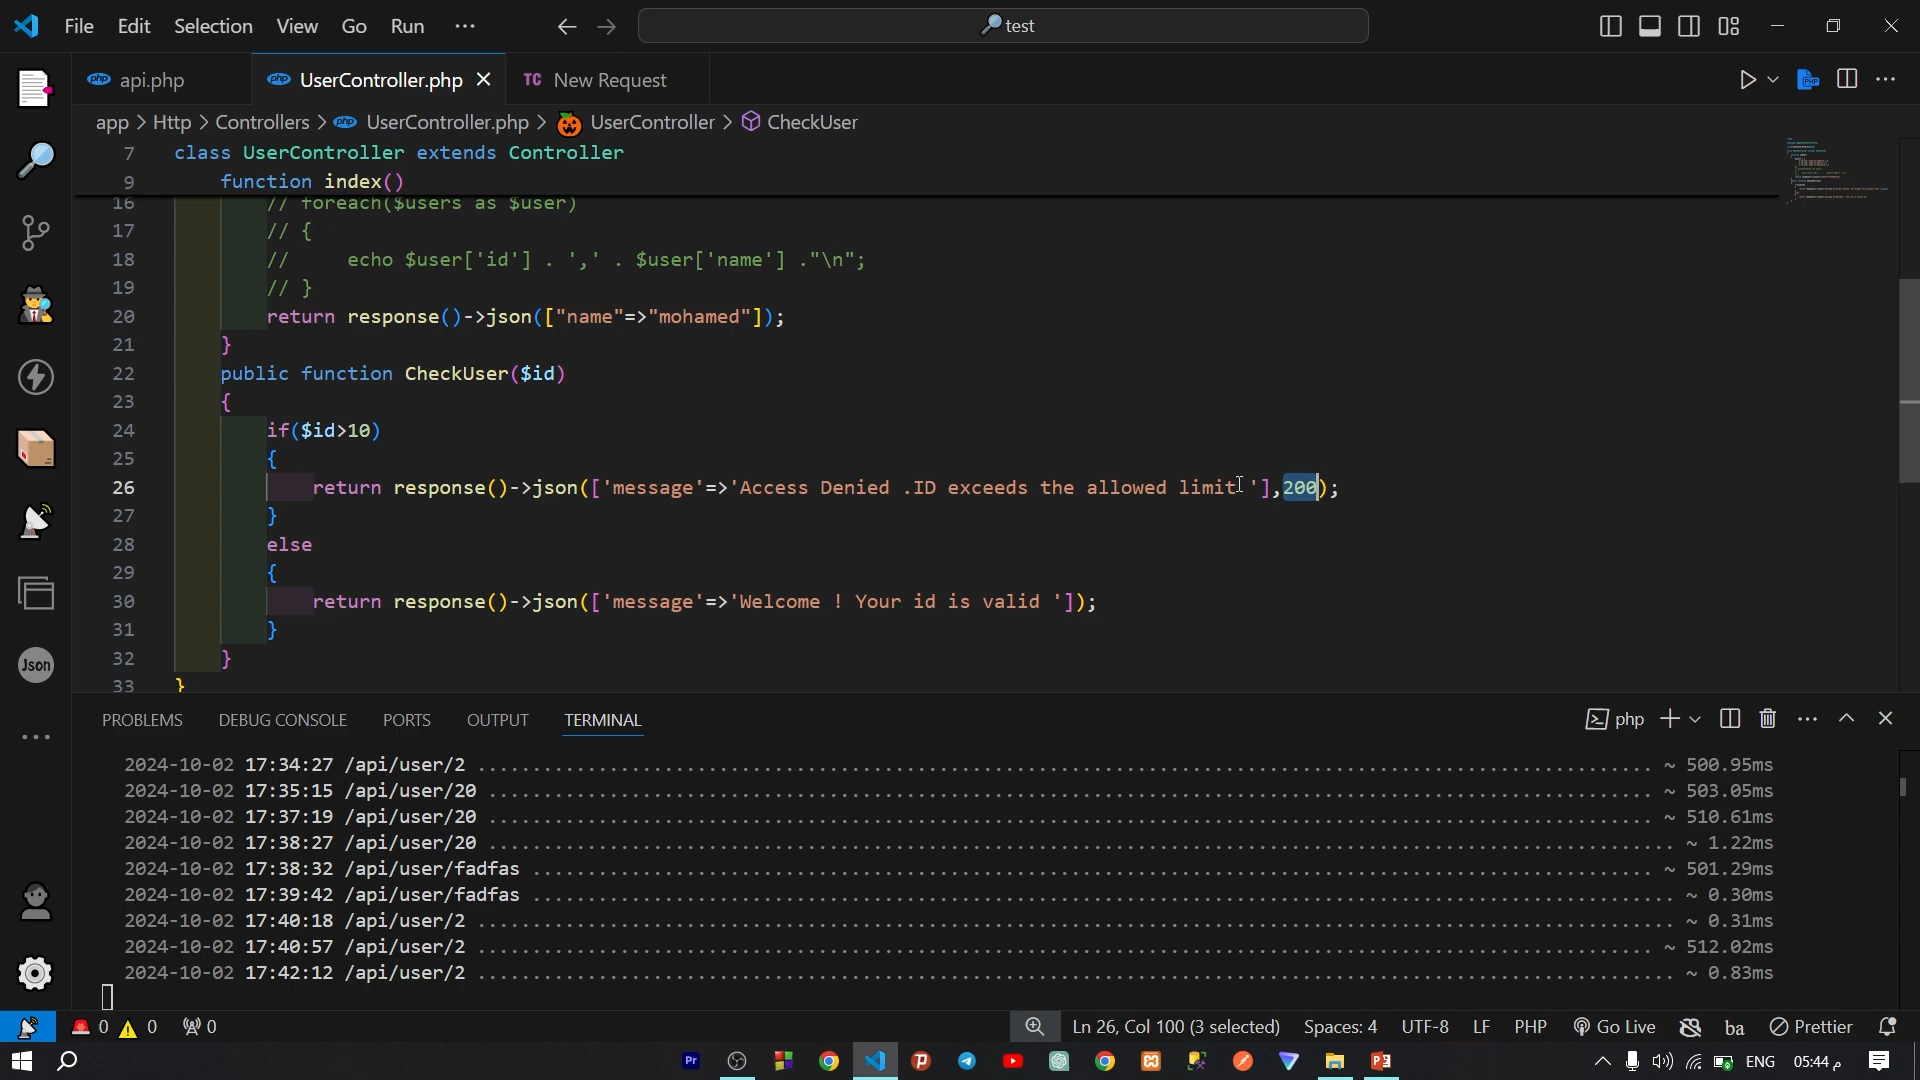 File Edit Selection View Go Run ··· test
api.php UserController.php TC New Request
app > Http > Controllers > UserController.php > UserController > CheckUser
7 class UserController extends Controller
9 function index()
16 // foreach($users as $user)
17 // {
18 // echo $user['id'] . ',' . $user['name'] ."\n";
19 // }
20 return response()->json(["name"=>"mohamed"]);
21 }
22 public function CheckUser($id)
23 {
24 if($id>10)
25 {
26 return response()->json(['message'=>'Access Denied .ID exceeds the allowed limit '],200);
27 }
28 else
29 {
30 return response()->json(['message'=>'Welcome ! Your id is valid ']);
31 }
32 }
33 }
PROBLEMS DEBUG CONSOLE PORTS OUTPUT TERMINAL php
2024-10-02 17:34:27 /api/user/2 ~ 500.95ms
2024-10-02 17:35:15 /api/user/20 ~ 503.05ms
2024-10-02 17:37:19 /api/user/20 ~ 510.61ms
2024-10-02 17:38:27 /api/user/20 ~ 1.22ms
2024-10-02 17:38:32 /api/user/fadfas ~ 501.29ms
2024-10-02 17:39:42 /api/user/fadfas ~ 0.30ms
2024-10-02 17:40:18 /api/user/2 ~ 0.31ms
2024-10-02 17:40:57 /api/user/2 ~ 512.02ms
2024-10-02 17:42:12 /api/user/2 ~ 0.83ms
Json
0 0 0 Ln 26, Col 100 (3 selected) Spaces: 4 UTF-8 LF PHP Go Live ba Prettier
Pr ENG 05:44 م